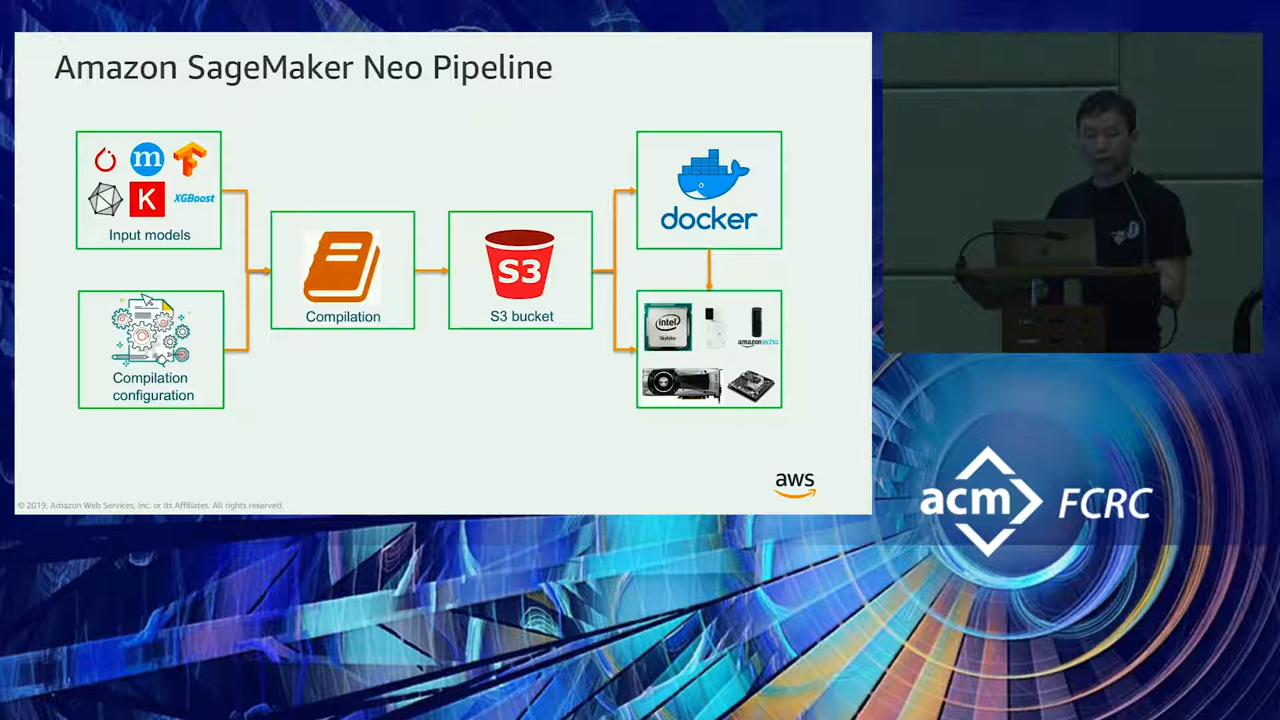 Amazon SageMaker Neo Pipeline
m
K
XGBoost
Input models
Compilation
configuration
Compilation
S3
S3 bucket
docker
intel
Skylake
amazon echo
aws
© 2019, Amazon Web Services, Inc. or its Affiliates. All rights reserved.
acm
FCRC